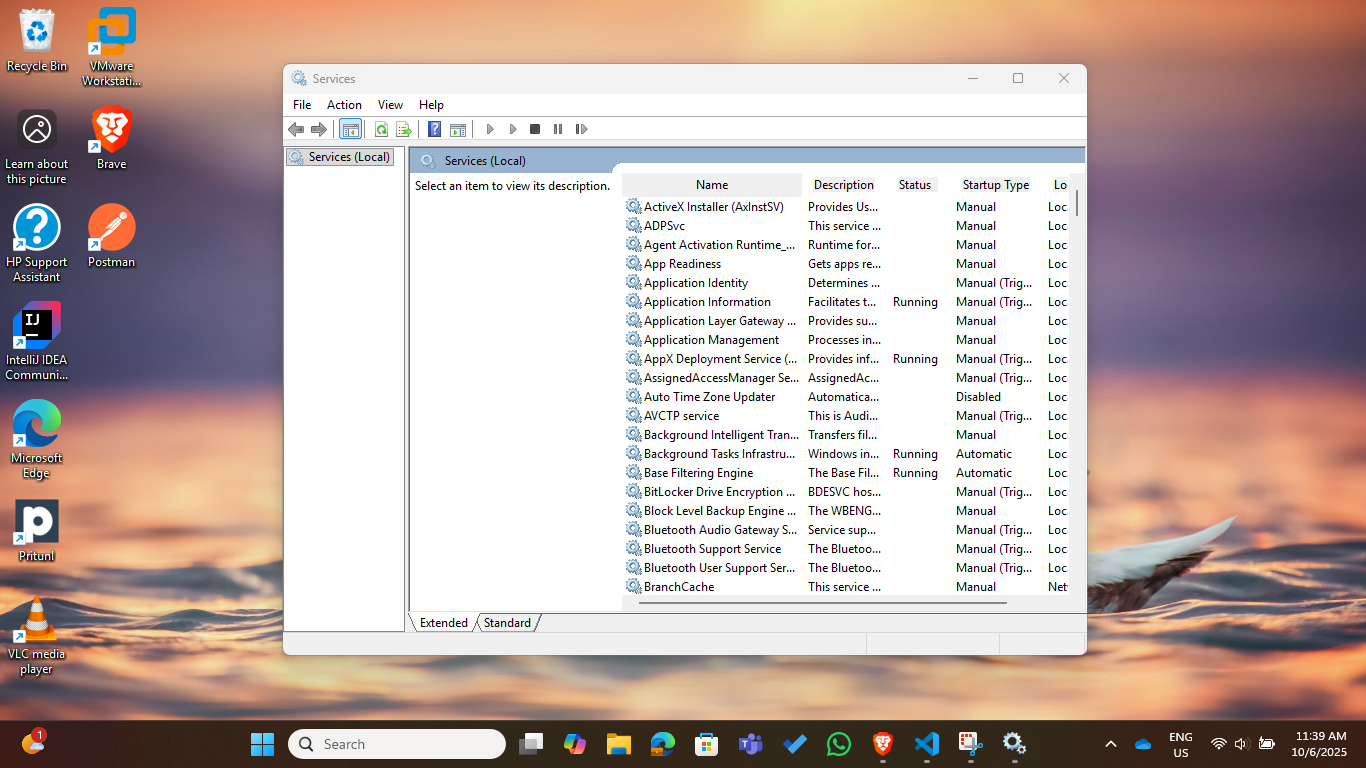 Recycle Bin
VMware
Workstati...
Learn about
this picture
Brave
HP Support
Assistant
Postman
IJ
IntelliJ IDEA
Communi...
Microsoft
Edge
p
Pritunl
VLC media
player
Services
File Action View Help
Services (Local)
Services (Local)
Select an item to view its description.
Name Description Status Startup Type Lo
ActiveX Installer (AxInstSV) Provides Us... Manual Loc
ADPSvc This service ... Manual Loc
Agent Activation Runtime_... Runtime for... Manual Loc
App Readiness Gets apps re... Manual Loc
Application Identity Determines ... Manual (Trig... Loc
Application Information Facilitates t... Running Manual (Trig... Loc
Application Layer Gateway ... Provides su... Manual Loc
Application Management Processes in... Manual Loc
AppX Deployment Service (... Provides inf... Running Manual (Trig... Loc
AssignedAccessManager Se... AssignedAc... Manual (Trig... Loc
Auto Time Zone Updater Automatica... Disabled Loc
AVCTP service This is Audi... Manual (Trig... Loc
Background Intelligent Tran... Transfers fil... Manual Loc
Background Tasks Infrastru... Windows in... Running Automatic Loc
Base Filtering Engine The Base Fil... Running Automatic Loc
BitLocker Drive Encryption ... BDESVC hos... Manual (Trig... Loc
Block Level Backup Engine ... The WBENG... Manual Loc
Bluetooth Audio Gateway S... Service sup... Manual (Trig... Loc
Bluetooth Support Service The Bluetoo... Manual (Trig... Loc
Bluetooth User Support Ser... The Bluetoo... Manual (Trig... Loc
BranchCache This service ... Manual Net
Extended Standard
1
Search
ENG
US
11:39 AM
10/6/2025